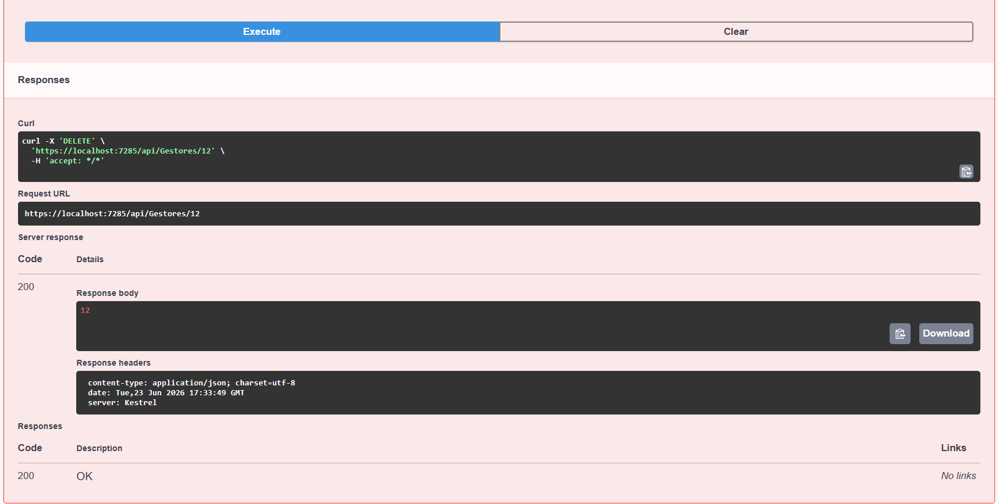 Execute
Clear
Responses
Curl
curl -X 'DELETE' \
  'https://localhost:7285/api/Gestores/12' \
  -H 'accept: */*'
Request URL
https://localhost:7285/api/Gestores/12
Server response
Code Details
200
Response body
12
Download
Response headers
content-type: application/json; charset=utf-8
date: Tue,23 Jun 2026 17:33:49 GMT
server: Kestrel
Responses
Code Description Links
200 OK No links